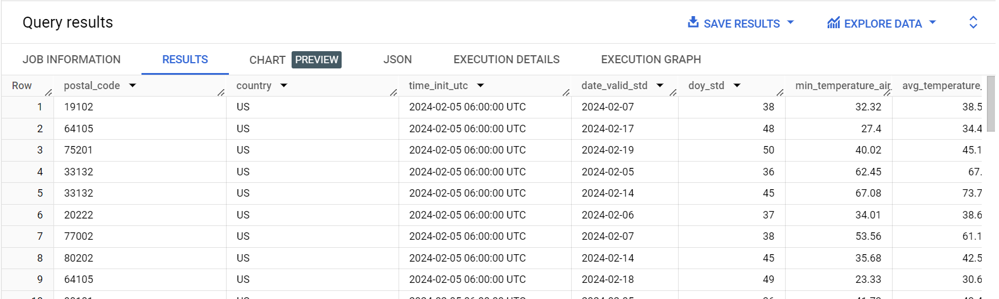 Query results SAVE RESULTS EXPLORE DATA
JOB INFORMATION RESULTS CHART PREVIEW JSON EXECUTION DETAILS EXECUTION GRAPH
Row postal_code country time_init_utc date_valid_std doy_std min_temperature_air_ avg_temperature_
1 19102 US 2024-02-05 06:00:00 UTC 2024-02-07 38 32.32 38.5
2 64105 US 2024-02-05 06:00:00 UTC 2024-02-17 48 27.4 34.4
3 75201 US 2024-02-05 06:00:00 UTC 2024-02-19 50 40.02 45.1
4 33132 US 2024-02-05 06:00:00 UTC 2024-02-05 36 62.45 67.
5 33132 US 2024-02-05 06:00:00 UTC 2024-02-14 45 67.08 73.7
6 20222 US 2024-02-05 06:00:00 UTC 2024-02-06 37 34.01 38.6
7 77002 US 2024-02-05 06:00:00 UTC 2024-02-07 38 53.56 61.1
8 80202 US 2024-02-05 06:00:00 UTC 2024-02-14 45 35.68 42.5
9 64105 US 2024-02-05 06:00:00 UTC 2024-02-18 49 23.33 30.6